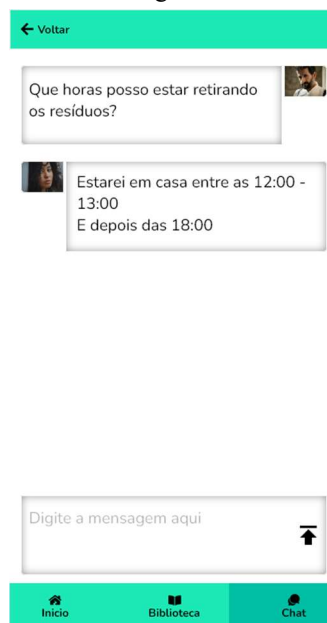 Voltar
Que horas posso estar retirando
os resíduos?
Estarei em casa entre as 12:00 -
13:00
E depois das 18:00
Digite a mensagem aqui
Inicio Biblioteca Chat